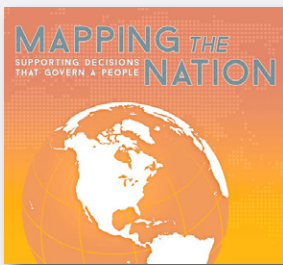 MAPPING THE
SUPPORTING DECISIONS
THAT GOVERN A PEOPLE
NATION